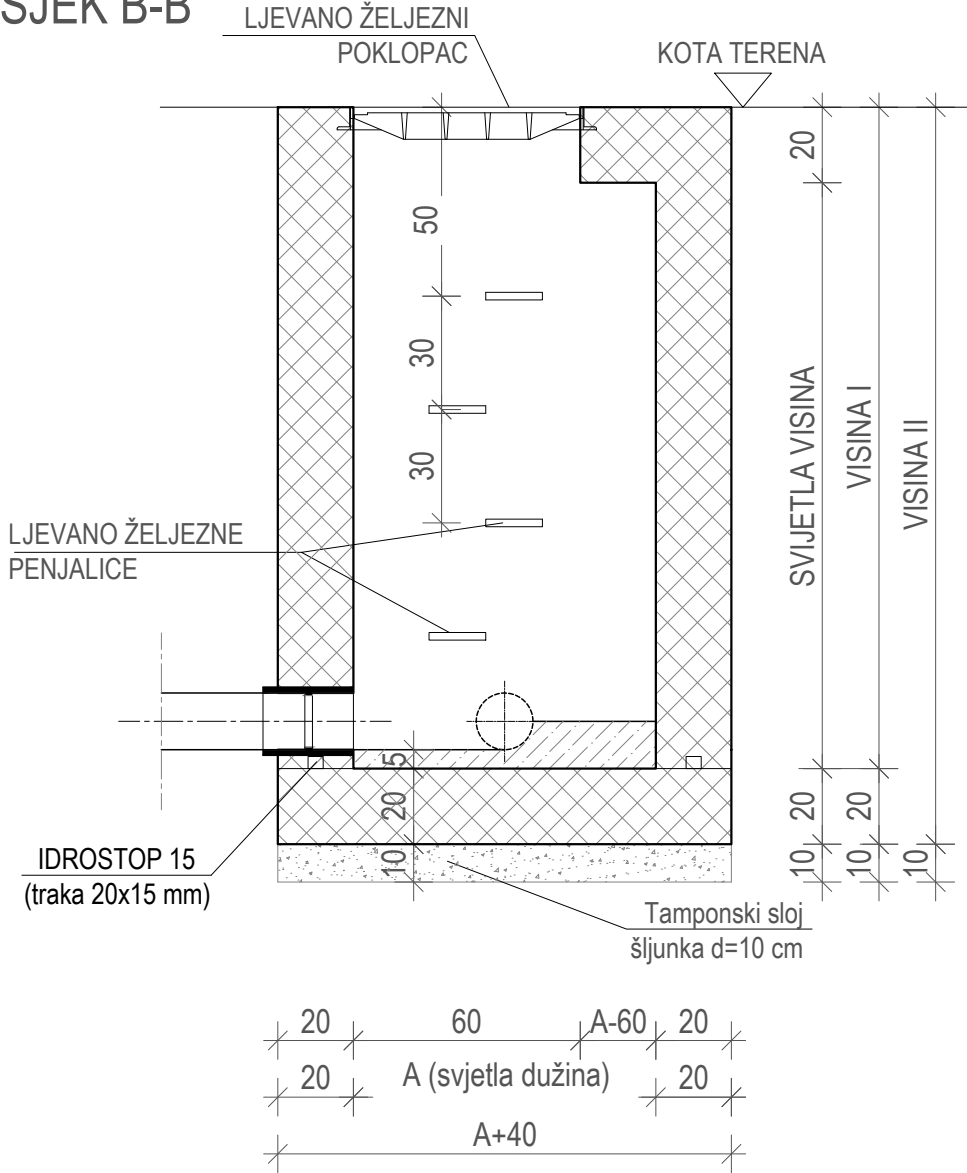 SJEK B-B
LJEVANO ŽELJEZNI
POKLOPAC
KOTA TERENA
20
50
30
30
SVIJETLA VISINA
VISINA I
VISINA II
LJEVANO ŽELJEZNE
PENJALICE
5
20
10
20
20
10
10
10
IDROSTOP 15
(traka 20x15 mm)
Tamponski sloj
šljunka d=10 cm
20 60 A-60 20
20 A (svjetla dužina) 20
A+40